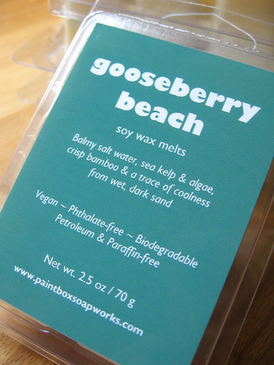 gooseberry
beach
soy wax melts
Balmy salt water, sea kelp & algae,
crisp bamboo & a trace of coolness
from wet, dark sand
Vegan ~ Phthalate-free ~ Biodegradable
Petroleum & Paraffin-free
Net wt. 2.5 oz / 70 g
www.paintboxsoapworks.com